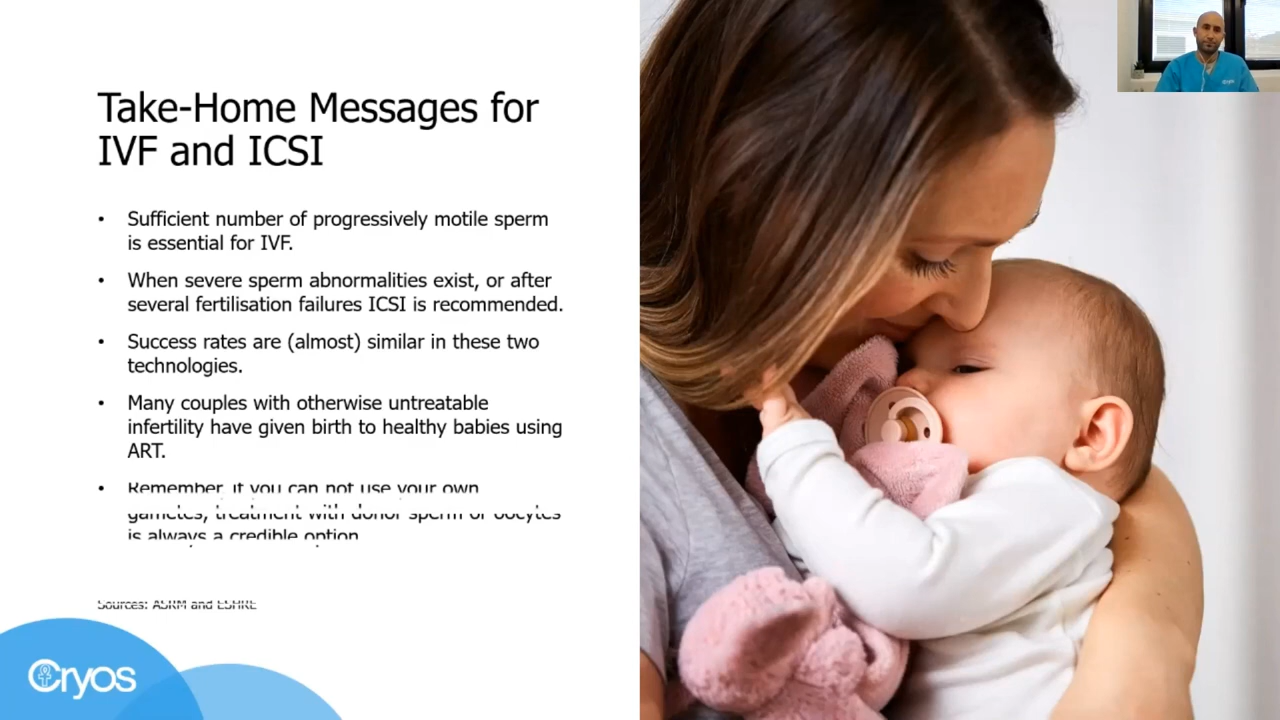 Take-Home Messages for
IVF and ICSI
• Sufficient number of progressively motile sperm
is essential for IVF.
• When severe sperm abnormalities exist, or after
several fertilisation failures ICSI is recommended.
• Success rates are (almost) similar in these two
technologies.
• Many couples with otherwise untreatable
infertility have given birth to healthy babies using
ART.
• Remember if you can not use your own
gametes, treatment with donor sperm or oocytes
is always a credible option
Sources: ASRM and ESHRE
Cryos